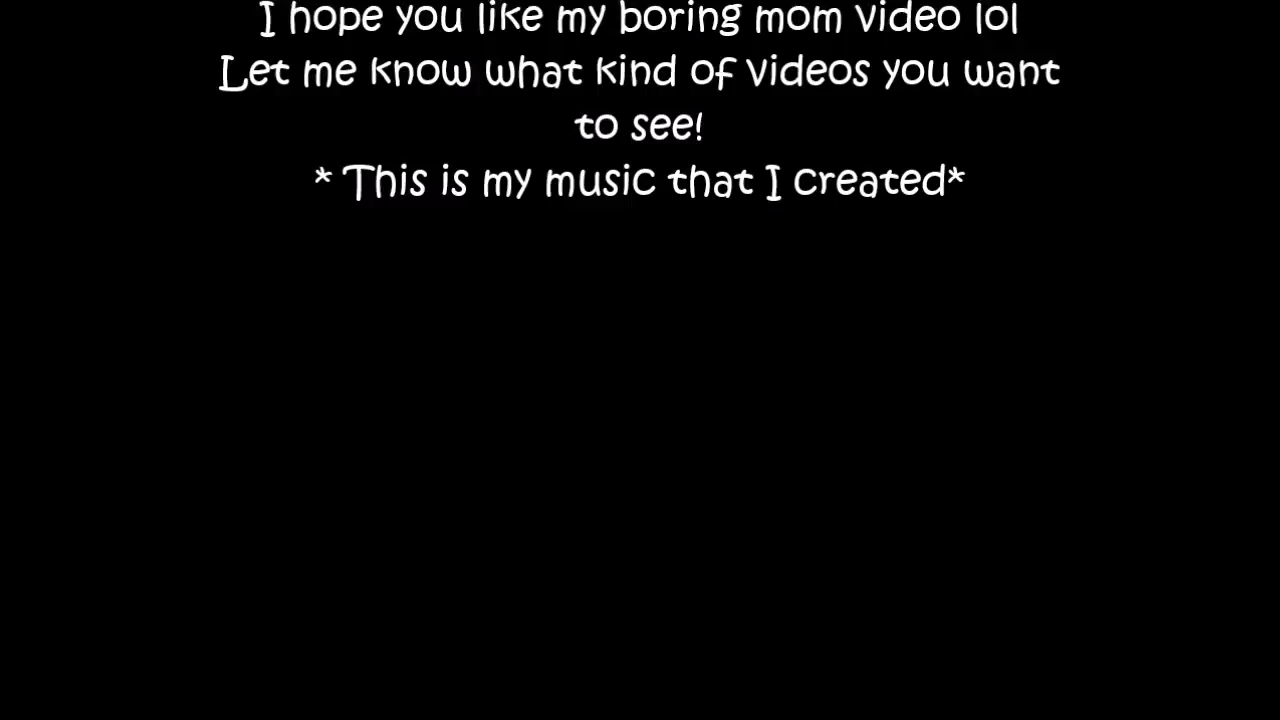 I hope you like my boring mom video lol
Let me know what kind of videos you want
to see!
* This is my music that I created*